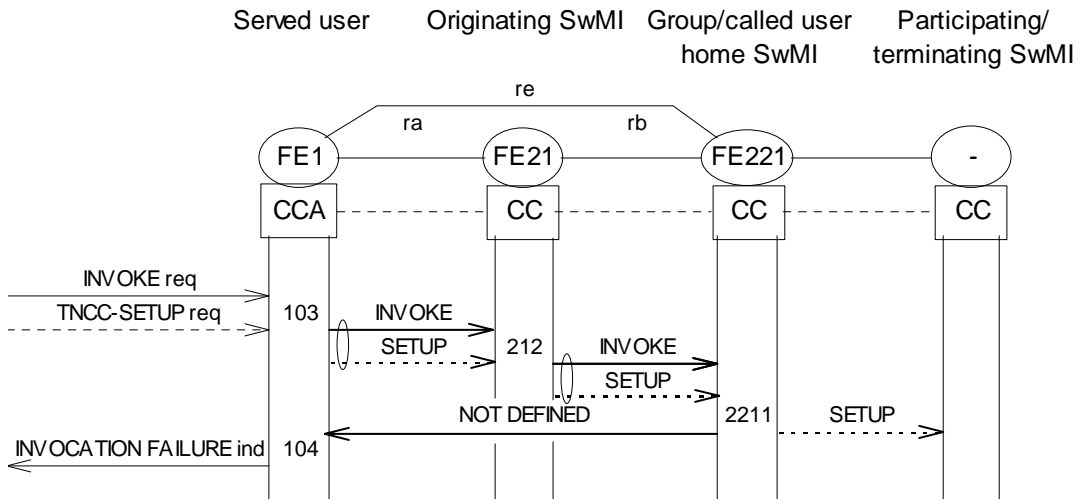 Served user
Originating SwMI
Group/called user
home SwMI
Participating/
terminating SwMI
re
ra
rb
FE1
FE21
FE221
-
CCA
CC
CC
CC
INVOKE req
TNCC-SETUP req
103
INVOKE
SETUP
212
INVOKE
SETUP
NOT DEFINED
2211
SETUP
INVOCATION FAILURE ind
104